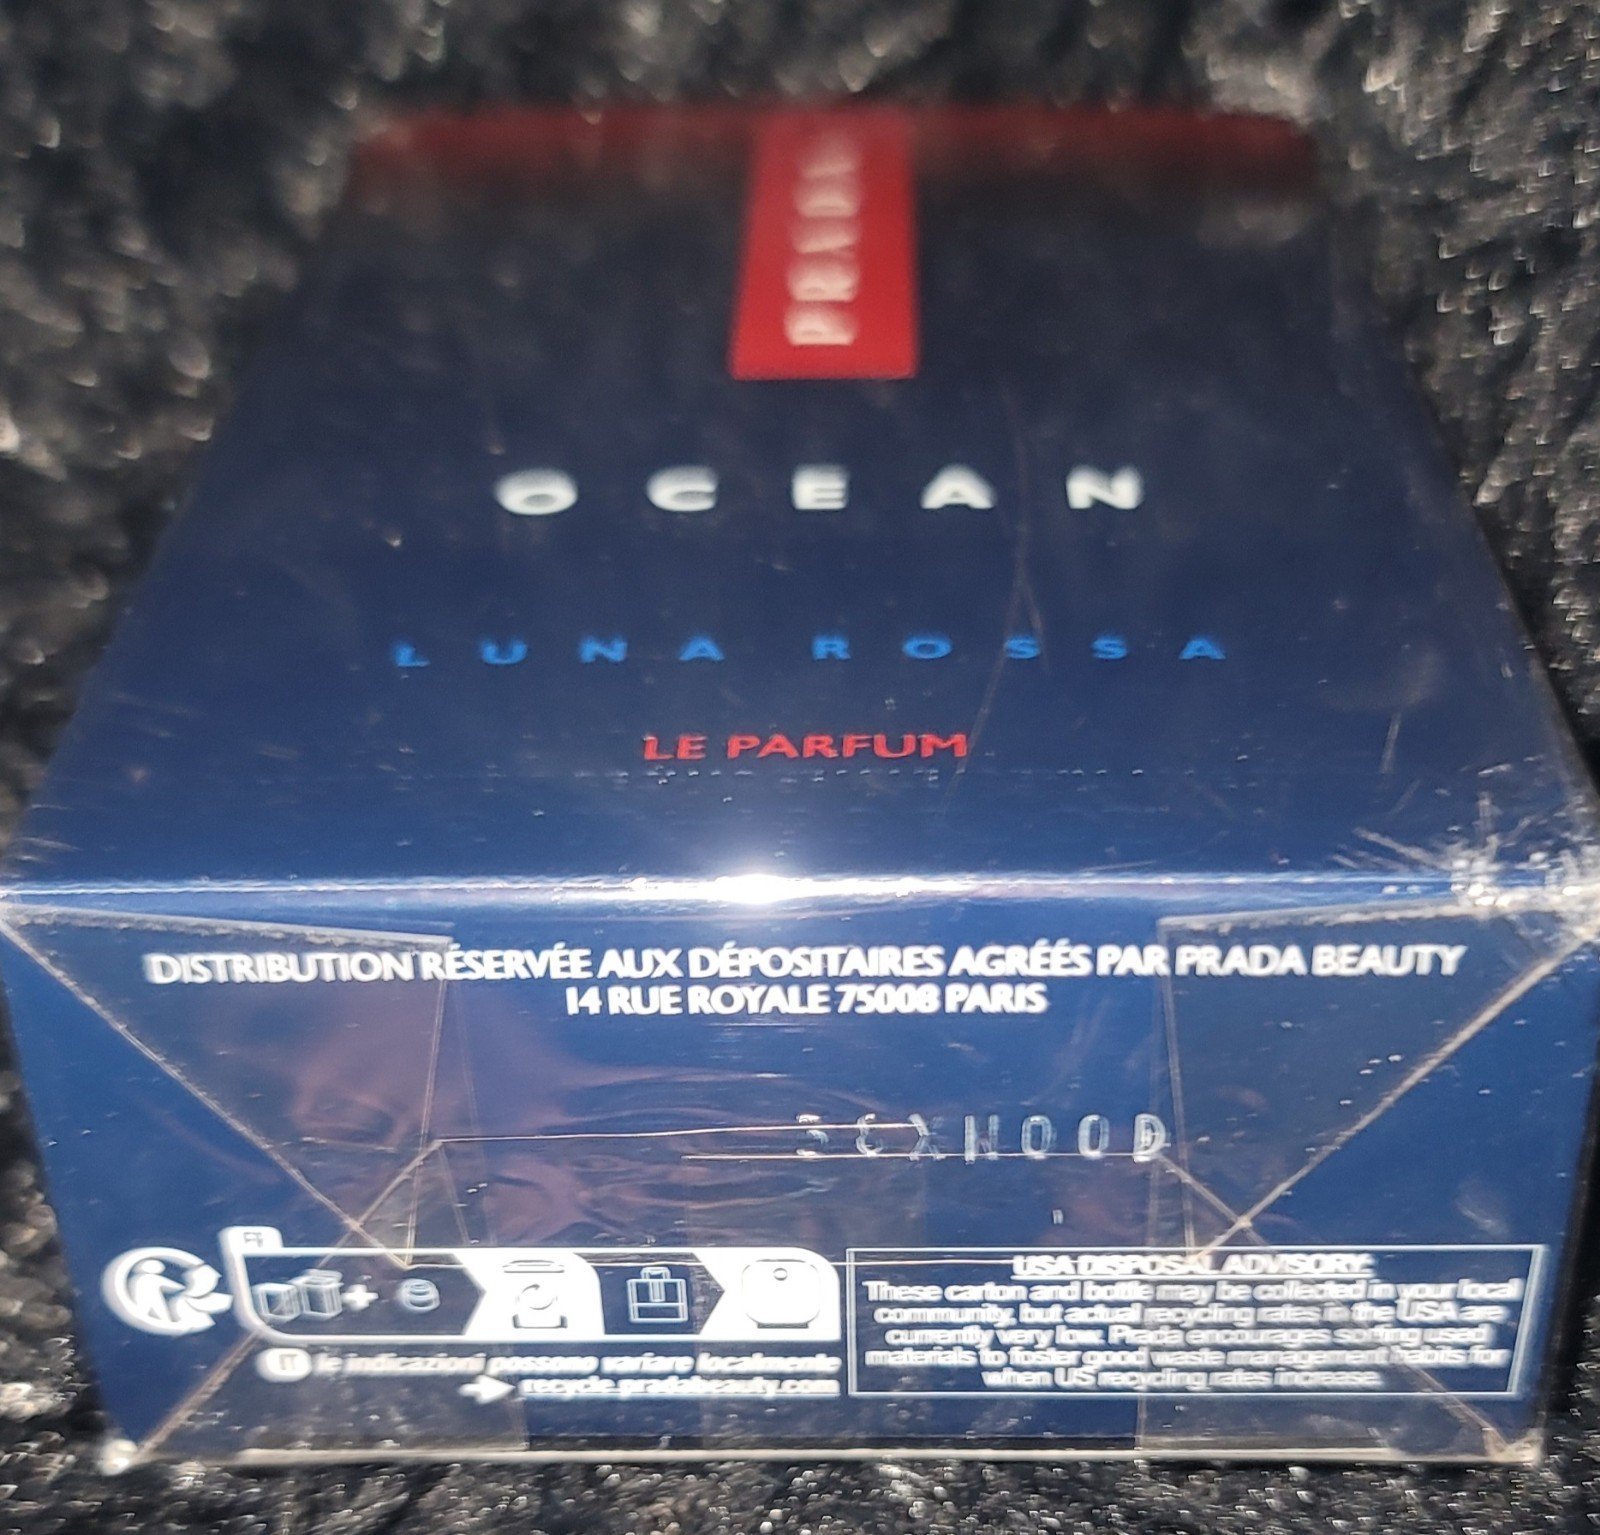 PRADA
OCEAN
LUNA ROSSA
LE PARFUM
DISTRIBUTION RÉSERVÉE AUX DÉPOSITAIRES AGRÉÉS PAR PRADA BEAUTY
14 RUE ROYALE 75008 PARIS
FR
+
IT le indicazioni possono variare localmente
recycle.pradabeauty.com
USA DISPOSAL ADVISORY:
These carton and bottle may be collected in your local
community, but actual recycling rates in the USA are
currently very low. Prada encourages sorting used
materials to foster good waste management habits for
when US recycling rates increase.